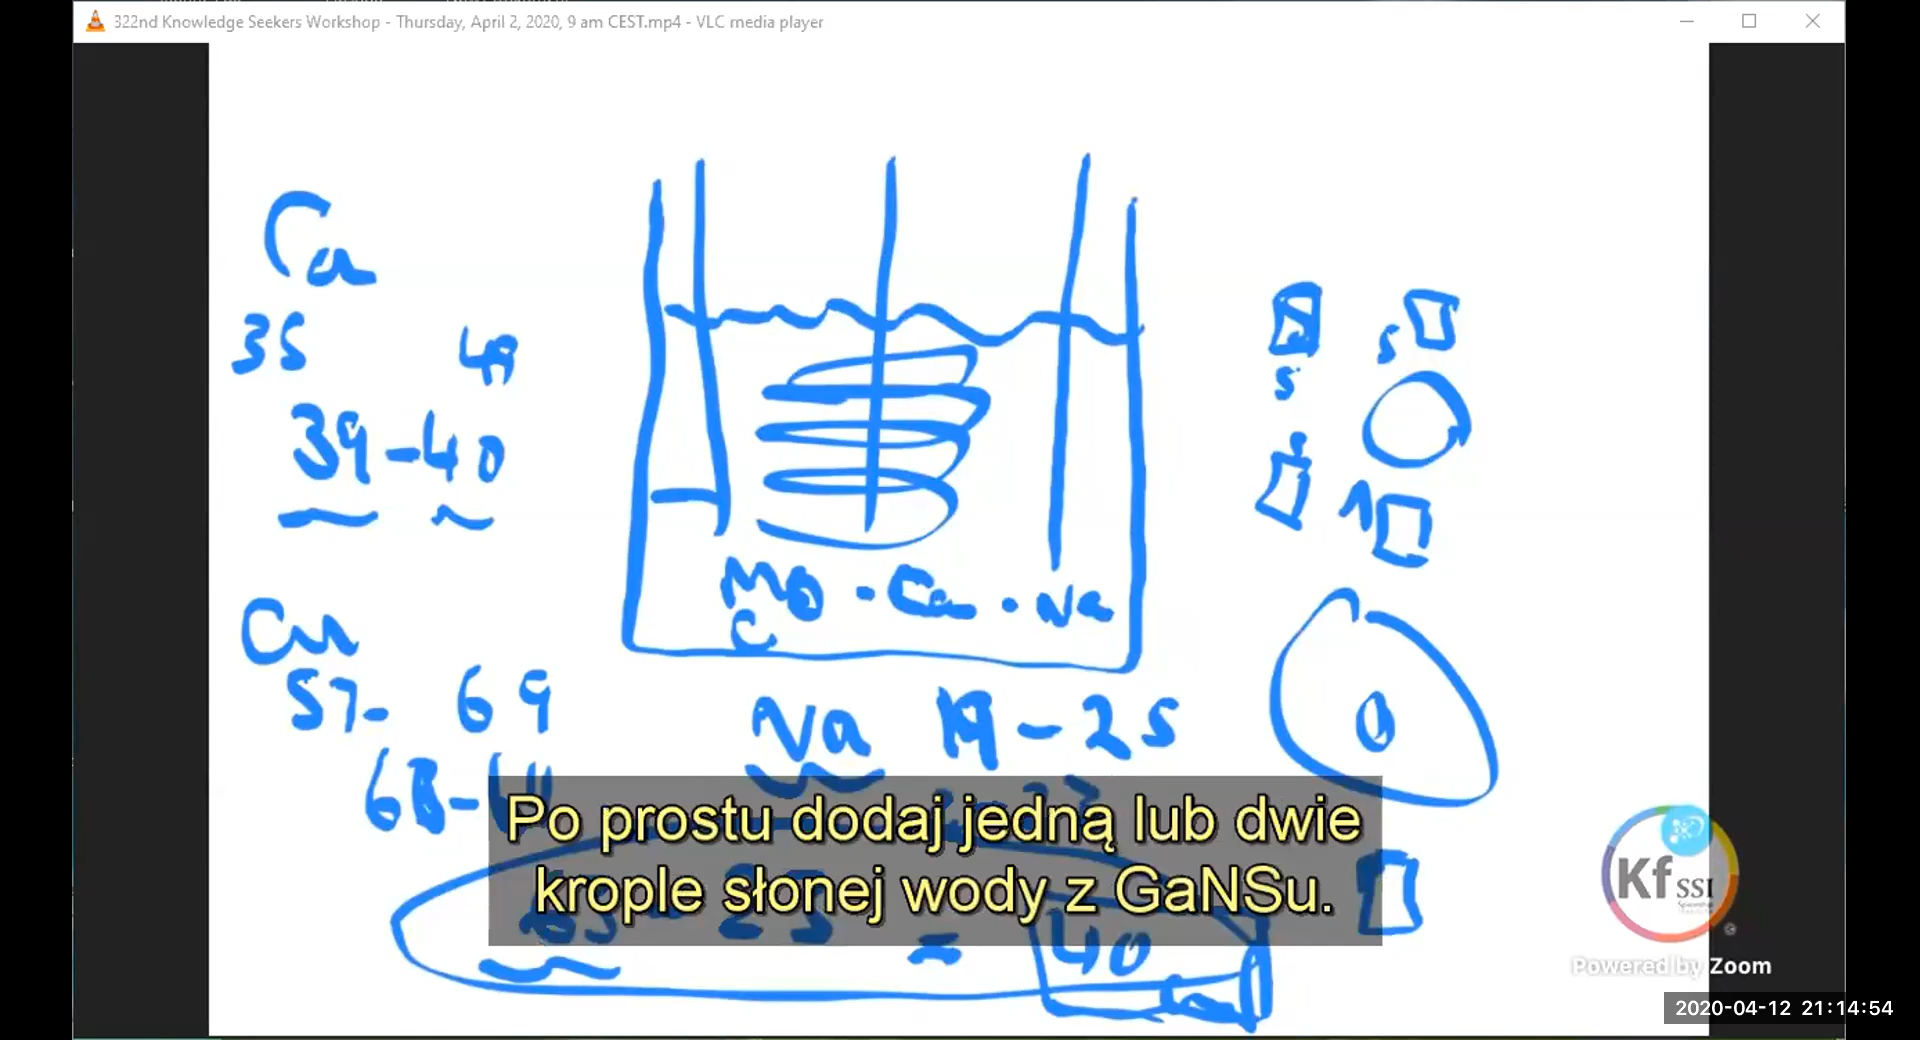 322nd Knowledge Seekers Workshop - Thursday, April 2, 2020, 9 am CEST.mp4 - VLC media player
Ca
35 49
39-40
Ca · Na
C
Cu
57- 69
Na 19-25
Po prostu dodaj jedną lub dwie
krople słonej wody z GaNSu.
63 - 23 = 40
Kf SSI
Powered by Zoom
2020-04-12 21:14:54